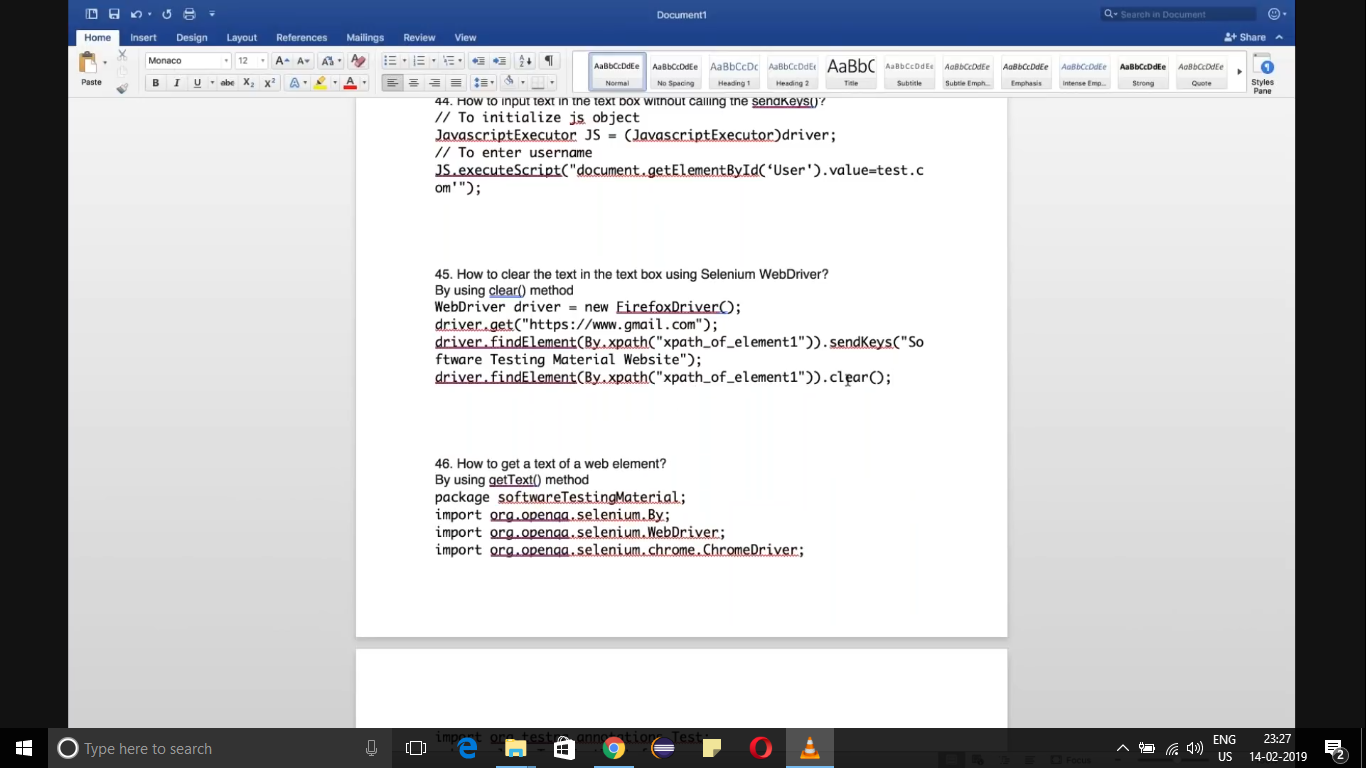 Document1
Search in Document
Home Insert Design Layout References Mailings Review View
Share
Paste
Monaco 12
B I U abc X2 X2
AaBbCcDdEe AaBbCcDdEe AaBbCcDc AaBbCcDdEe AaBbC AaBbCcDdEe AaBbCcDdEe AaBbCcDdEe AaBbCcDdEe AaBbCcDdEe AaBbCcDdEe
Normal No Spacing Heading 1 Heading 2 Title Subtitle Subtle Emph... Emphasis Intense Emp... Strong Quote
Styles
Pane
44. How to input text in the text box without calling the sendKeys()?
// To initialize js object
JavascriptExecutor JS = (JavascriptExecutor)driver;
// To enter username
JS.executeScript("document.getElementById(‘User').value=test.c
om'");
45. How to clear the text in the text box using Selenium WebDriver?
By using clear() method
WebDriver driver = new FirefoxDriver();
driver.get("https://www.gmail.com");
driver.findElement(By.xpath("xpath_of_element1")).sendKeys("So
ftware Testing Material Website");
driver.findElement(By.xpath("xpath_of_element1")).clear();
46. How to get a text of a web element?
By using getText() method
package softwareTestingMaterial;
import org.openqa.selenium.By;
import org.openqa.selenium.WebDriver;
import org.openqa.selenium.chrome.ChromeDriver;
import org.testng.annotations.Test;
Focus
Type here to search
ENG
US
23:27
14-02-2019
2